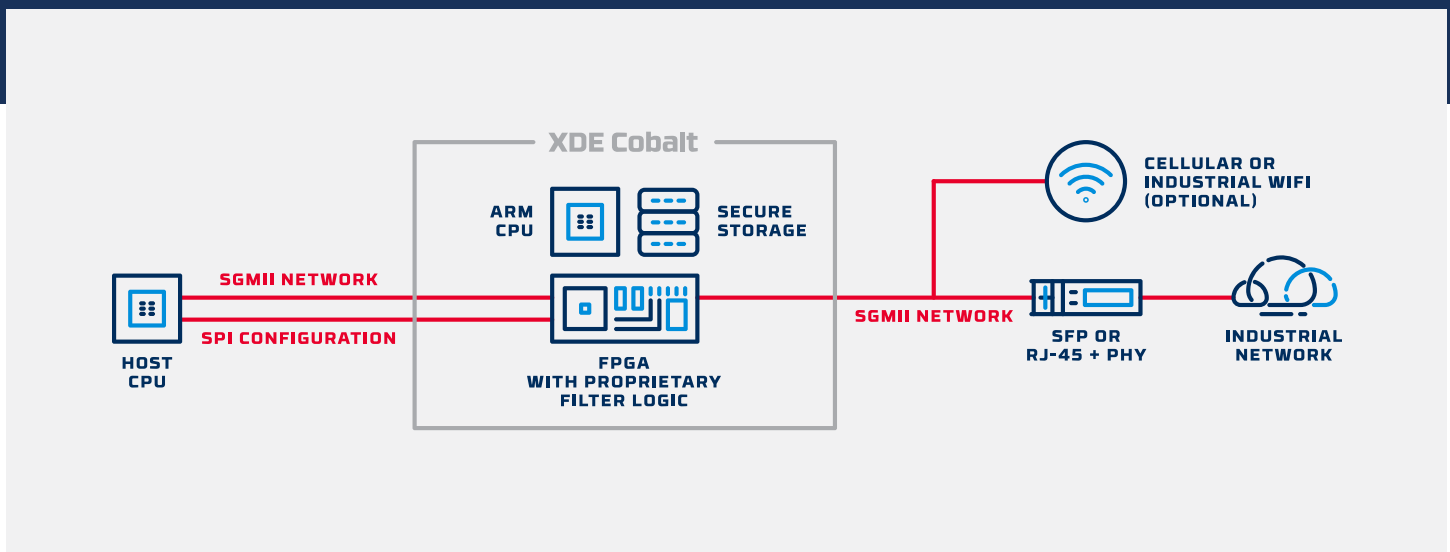 XDE Cobalt
ARM
CPU
SECURE
STORAGE
CELLULAR OR
INDUSTRIAL WIFI
(OPTIONAL)
SGMII NETWORK
SPI CONFIGURATION
HOST
CPU
FPGA
WITH PROPRIETARY
FILTER LOGIC
SGMII NETWORK
SFP OR
RJ-45 + PHY
INDUSTRIAL
NETWORK